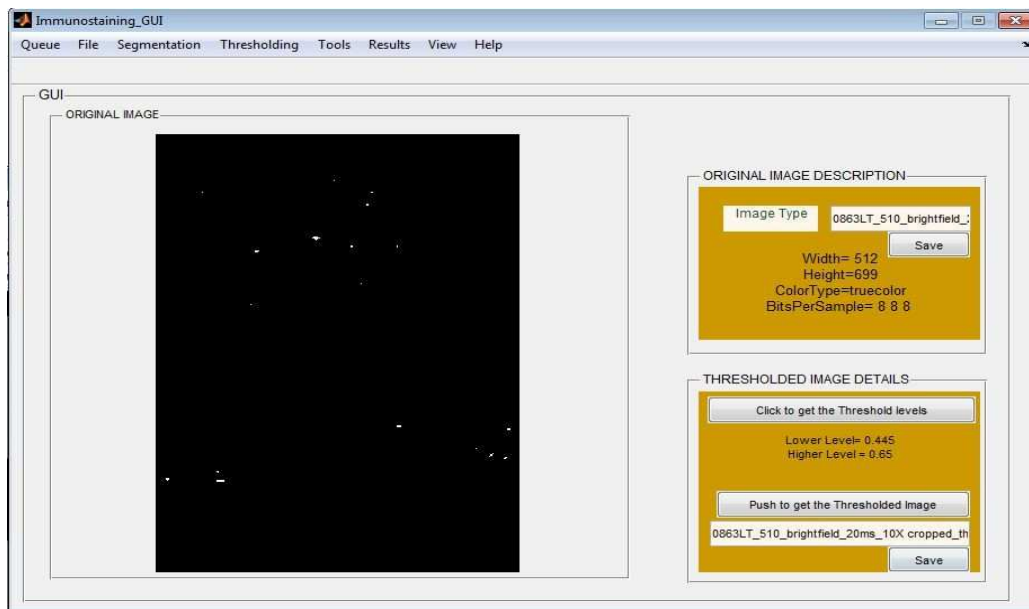 Immunostaining_GUI
Queue File Segmentation Thresholding Tools Results View Help
GUI
ORIGINAL IMAGE
ORIGINAL IMAGE DESCRIPTION
Image Type
0863LT_510_brightfield_
Save
Width= 512
Height=699
ColorType=truecolor
BitsPerSample= 8 8 8
THRESHOLDED IMAGE DETAILS
Click to get the Threshold levels
Lower Level= 0.445
Higher Level = 0.65
Push to get the Thresholded Image
0863LT_510_brightfield_20ms_10X cropped_th
Save